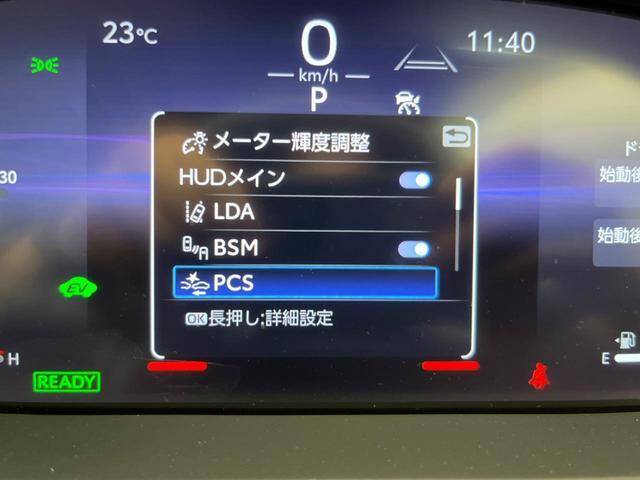 23°C
0
11:40
km/h
P
メーター輝度調整
HUDメイン
LDA
BSM
PCS
OK長押し:詳細設定
ド
始動後
始動後
30
EV
H
READY
E